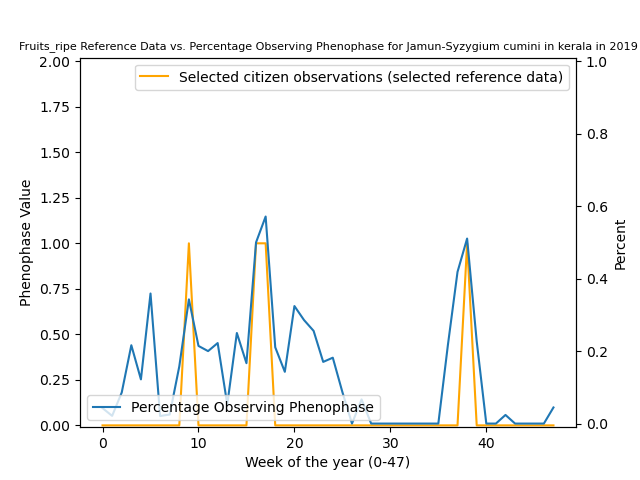 Fruits_ripe Reference Data vs. Percentage Observing Phenophase for Jamun-Syzygium cumini in kerala in 2019
Selected citizen observations (selected reference data)
Percentage Observing Phenophase
Phenophase Value
2.00
1.75
1.50
1.25
1.00
0.75
0.50
0.25
0.00
1.0
0.8
0.6
0.4
0.2
0.0
Percent
0 10 20 30 40
Week of the year (0-47)